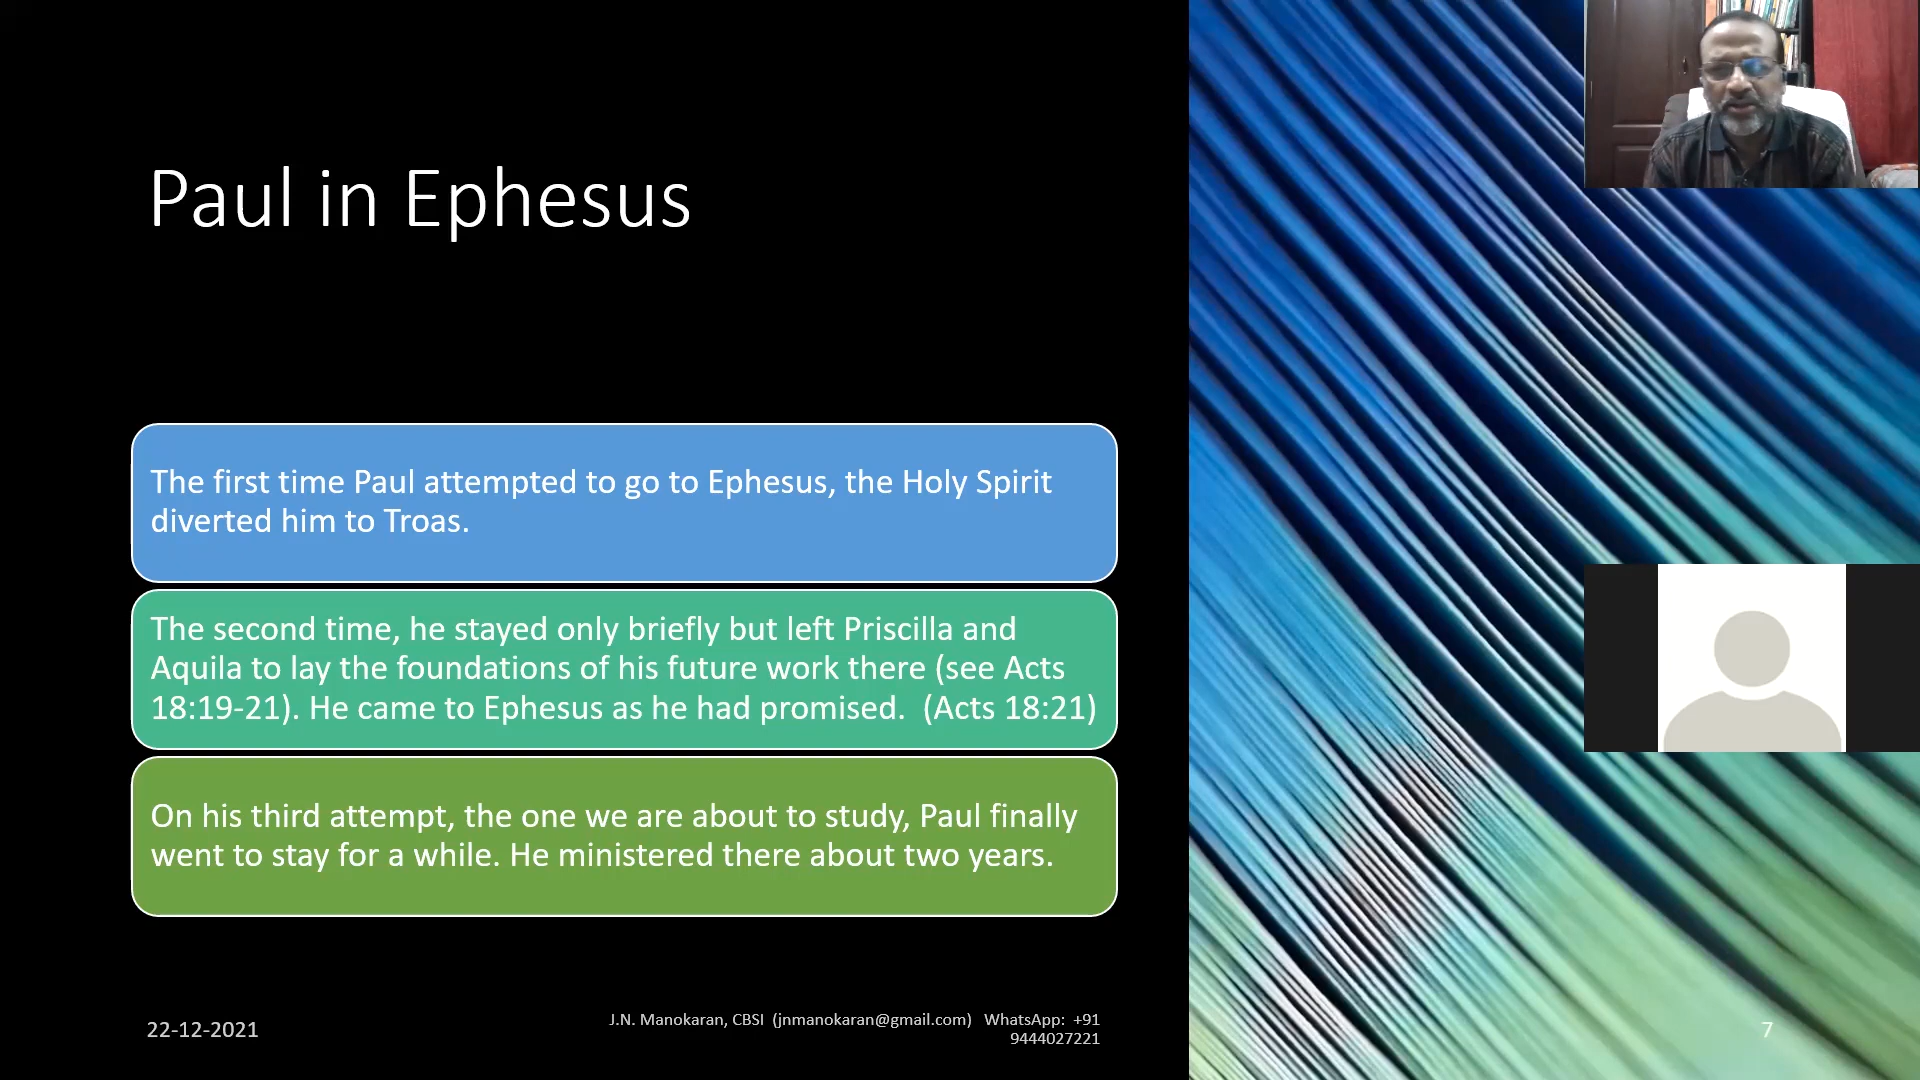 Paul in Ephesus
The first time Paul attempted to go to Ephesus, the Holy Spirit
diverted him to Troas.
The second time, he stayed only briefly but left Priscilla and
Aquila to lay the foundations of his future work there (see Acts
18:19-21). He came to Ephesus as he had promised.  (Acts 18:21)
On his third attempt, the one we are about to study, Paul finally
went to stay for a while. He ministered there about two years.
22-12-2021
J.N. Manokaran, CBSI  (jnmanokaran@gmail.com)   WhatsApp:  +91
9444027221
7